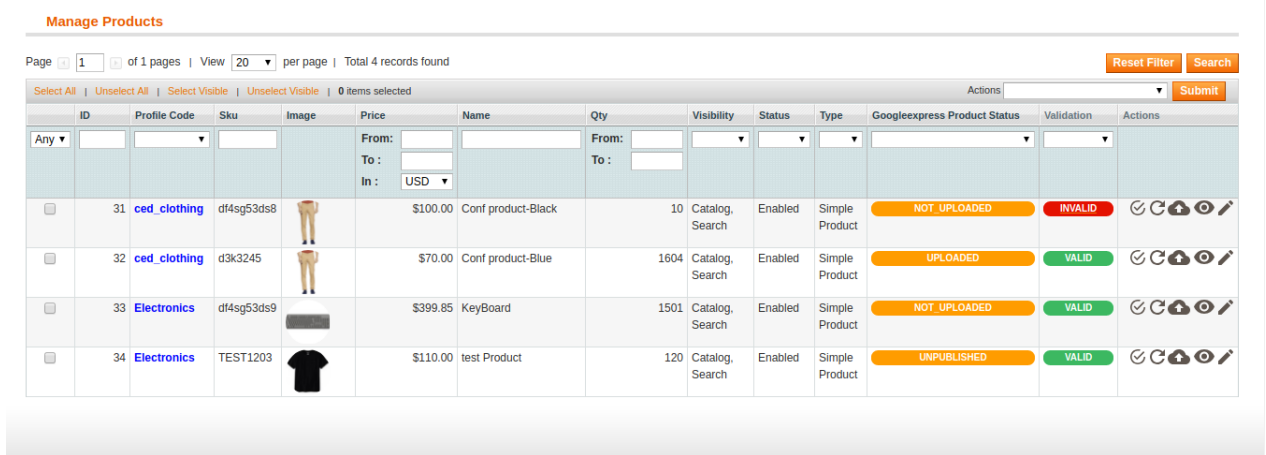 Manage Products
Page 1 of 1 pages | View 20 per page | Total 4 records found Reset Filter Search
Select All | Unselect All | Select Visible | Unselect Visible | 0 items selected Actions Submit
ID Profile Code Sku Image Price Name Qty Visibility Status Type Googleexpress Product Status Validation Actions
Any From: From:
To : To :
In : USD
31 ced_clothing df4sg53ds8 $100.00 Conf product-Black 10 Catalog, Enabled Simple NOT_UPLOADED INVALID
Search Product
32 ced_clothing d3k3245 $70.00 Conf product-Blue 1604 Catalog, Enabled Simple UPLOADED VALID
Search Product
33 Electronics df4sg53ds9 $399.85 KeyBoard 1501 Catalog, Enabled Simple NOT_UPLOADED VALID
Search Product
34 Electronics TEST1203 $110.00 test Product 120 Catalog, Enabled Simple UNPUBLISHED VALID
Search Product